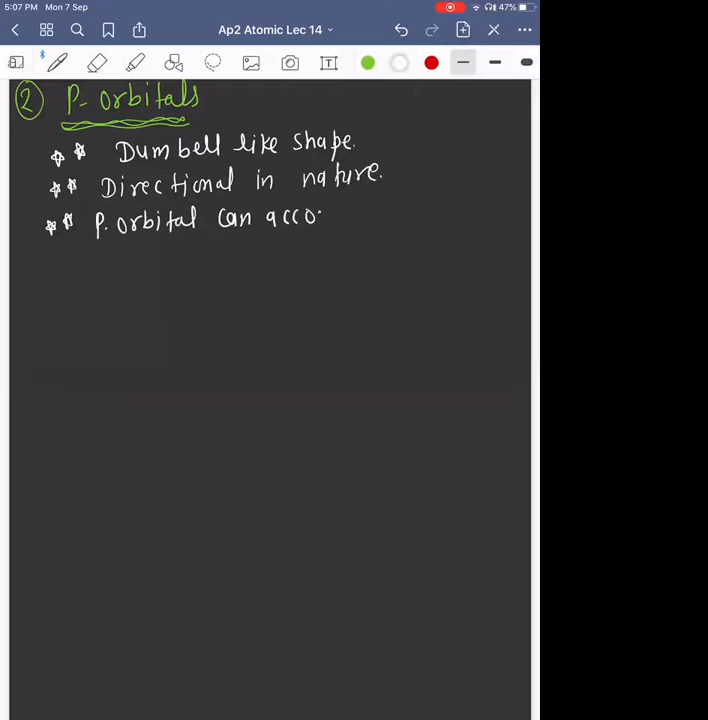 5:07 PM Mon 7 Sep
47%
Ap2 Atomic Lec 14
T
2 P- orbitals
Dumbell like shape.
Directional in nature.
P. orbital can acco